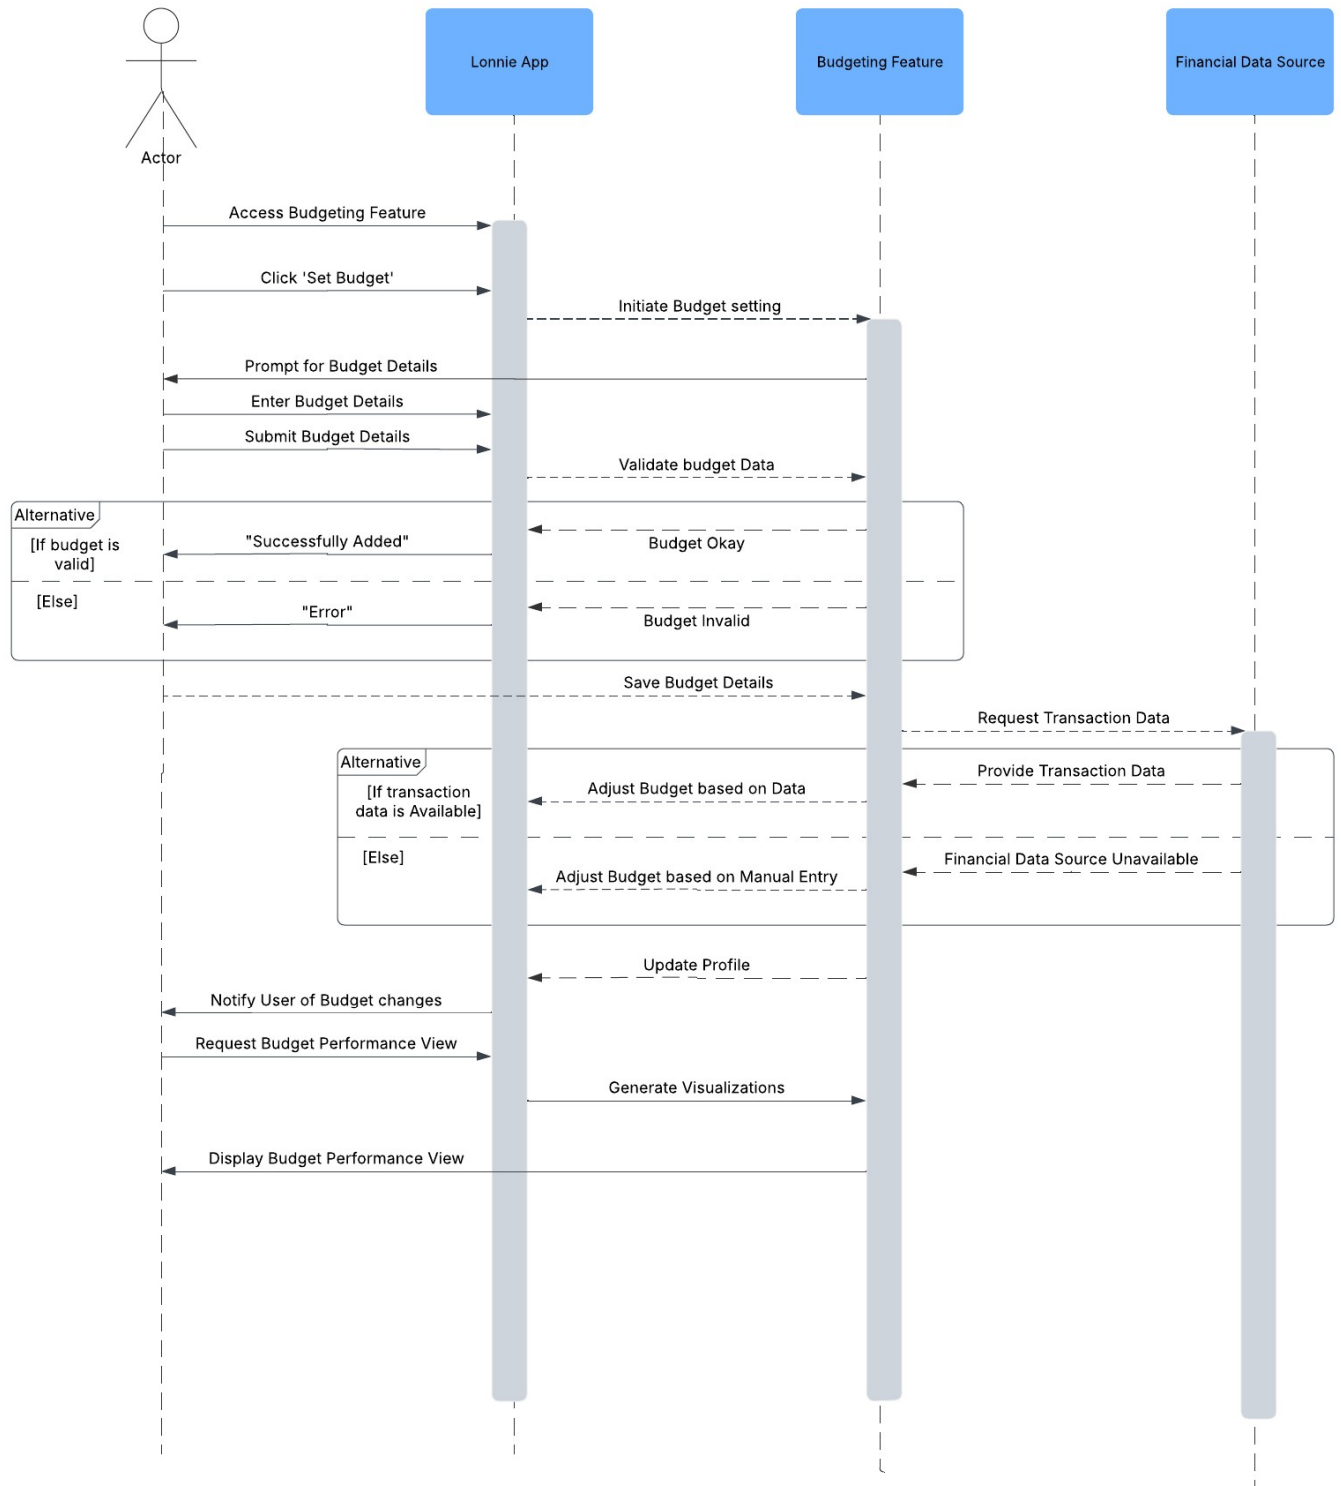 Lonnie App
Budgeting Feature
Financial Data Source
Actor
Access Budgeting Feature
Click 'Set Budget'
Initiate Budget setting
Prompt for Budget Details
Enter Budget Details
Submit Budget Details
Validate budget Data
Alternative
[If budget is
valid]
"Successfully Added"
Budget Okay
[Else]
"Error"
Budget Invalid
Save Budget Details
Request Transaction Data
Alternative
[If transaction
data is Available]
Provide Transaction Data
Adjust Budget based on Data
[Else]
Financial Data Source Unavailable
Adjust Budget based on Manual Entry
Update Profile
Notify User of Budget changes
Request Budget Performance View
Generate Visualizations
Display Budget Performance View